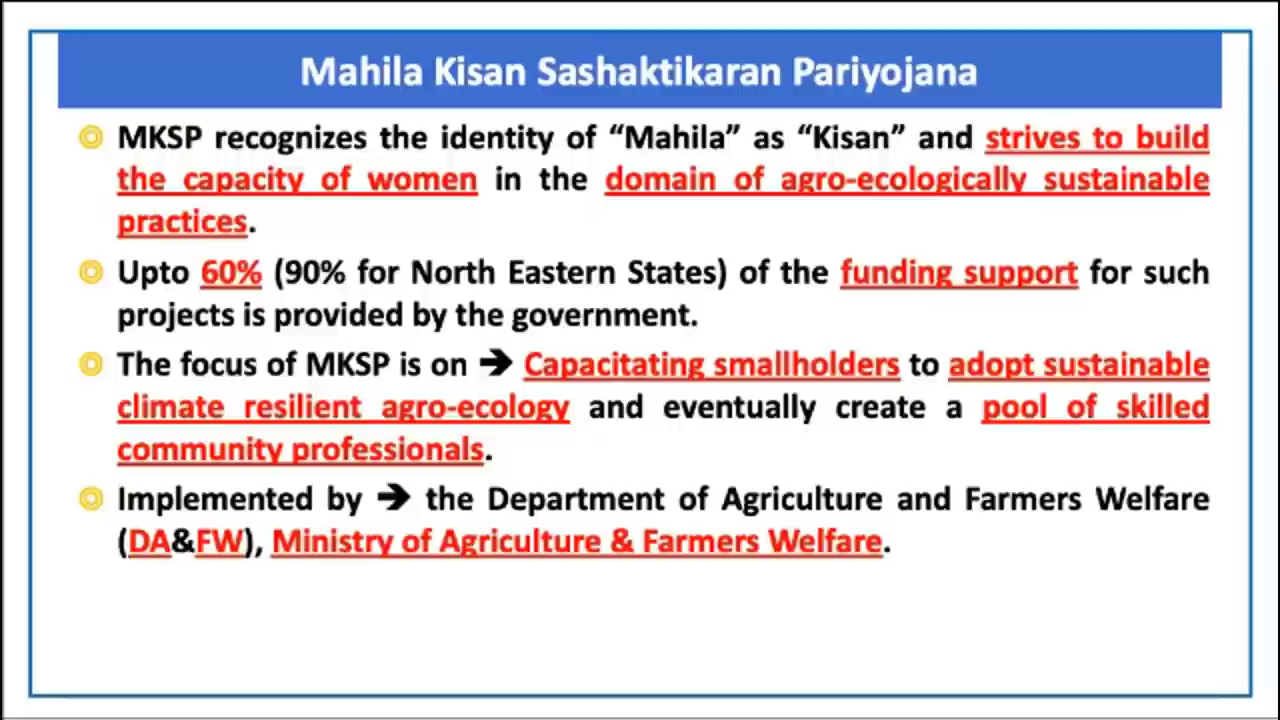 Mahila Kisan Sashaktikaran Pariyojana
MKSP recognizes the identity of “Mahila” as “Kisan” and strives to build
the capacity of women in the domain of agro-ecologically sustainable
practices.
Upto 60% (90% for North Eastern States) of the funding support for such
projects is provided by the government.
The focus of MKSP is on ➔ Capacitating smallholders to adopt sustainable
climate resilient agro-ecology and eventually create a pool of skilled
community professionals.
Implemented by ➔ the Department of Agriculture and Farmers Welfare
(DA&FW), Ministry of Agriculture & Farmers Welfare.